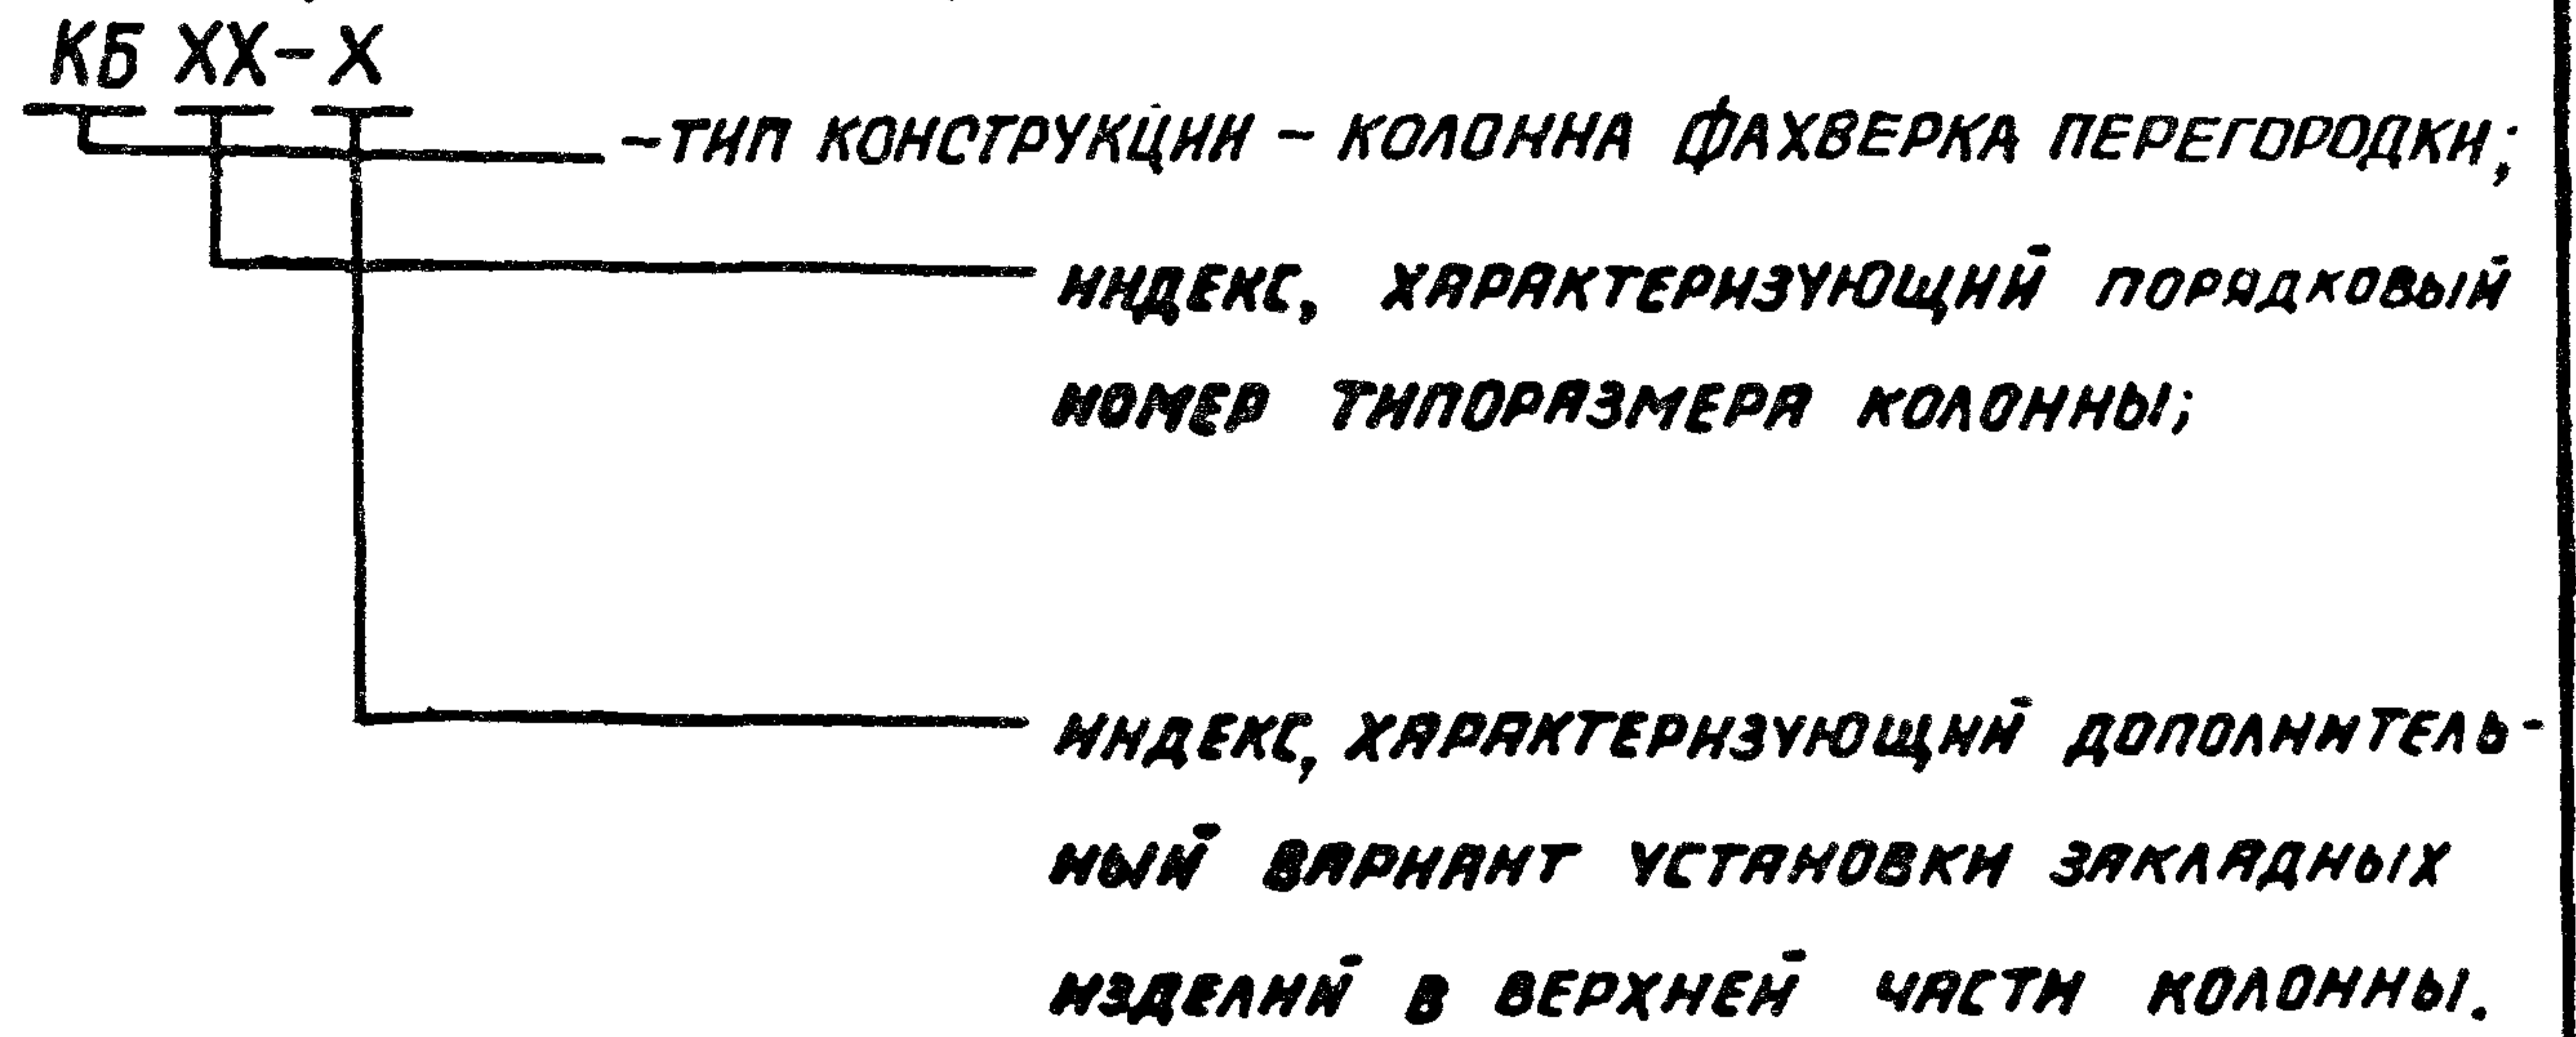 КБ ХХ-Х
-ТИП КОНСТРУКЦИИ - КОЛОННА ФАХВЕРКА ПЕРЕГОРОДКИ;
ИНДЕКС, ХАРАКТЕРИЗУЮЩИЙ ПОРЯДКОВЫЙ
НОМЕР ТИПОРАЗМЕРА КОЛОННЫ;
ИНДЕКС, ХАРАКТЕРИЗУЮЩИЙ ДОПОЛНИТЕЛЬ-
НЫЙ ВАРИАНТ УСТАНОВКИ ЗАКЛАДНЫХ
ИЗДЕЛИЙ В ВЕРХНЕЙ ЧАСТИ КОЛОННЫ.